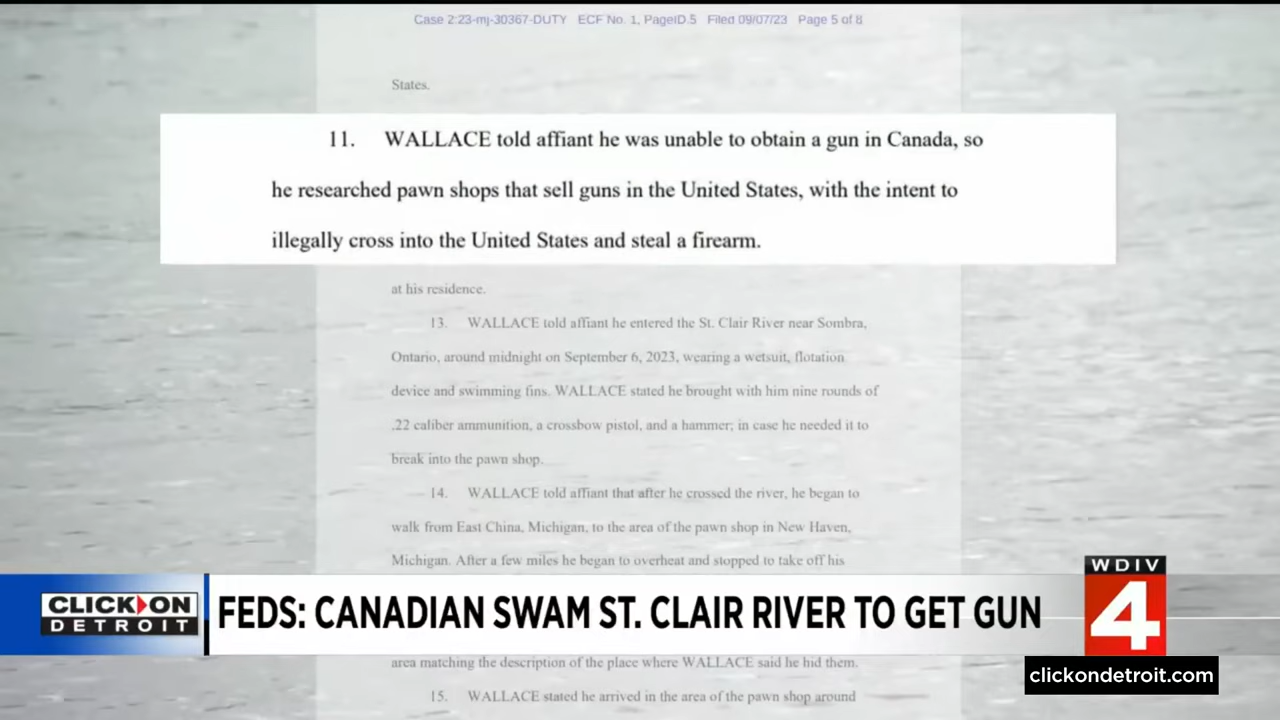 Case 2:23-mj-30367-DUTY ECF No. 1, PageID.5 Filed 09/07/23 Page 5 of 8
States.
11. WALLACE told affiant he was unable to obtain a gun in Canada, so
he researched pawn shops that sell guns in the United States, with the intent to
illegally cross into the United States and steal a firearm.
at his residence.
13. WALLACE told affiant he entered the St. Clair River near Sombra,
Ontario, around midnight on September 6, 2023, wearing a wetsuit, flotation
device and swimming fins. WALLACE stated he brought with him nine rounds of
.22 caliber ammunition, a crossbow pistol, and a hammer; in case he needed it to
break into the pawn shop.
14. WALLACE told affiant that after he crossed the river, he began to
walk from East China, Michigan, to the area of the pawn shop in New Haven,
Michigan. After a few miles he began to overheat and stopped to take off his
CLICK ON
DETROIT
FEDS: CANADIAN SWAM ST. CLAIR RIVER TO GET GUN
WDIV
4
clickondetroit.com
area matching the description of the place where WALLACE said he hid them.
15. WALLACE stated he arrived in the area of the pawn shop around